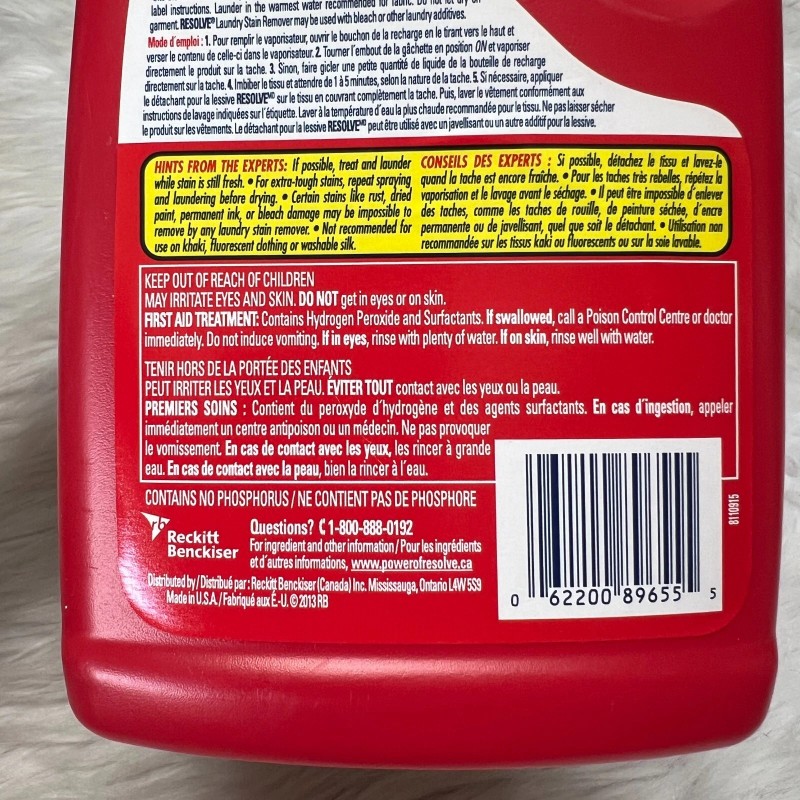 label instructions. Launder in the warmest water recommended for fabric. Do not dry on
garment. RESOLVE® Laundry Stain Remover may be used with bleach or other laundry additives.
Mode d'emploi : 1. Pour remplir le vaporisateur, ouvrir le bouchon de la recharge en le tirant vers le haut et
verser le contenu de celle-ci dans le vaporisateur. 2. Tourner l'embout de la gâchette en position ON et vaporiser
directement le produit sur la tache. 3. Sinon, faire gicler une petite quantité de liquide de la bouteille de recharge
directement sur la tache. 4. Imbiber le tissu et attendre de 1 à 5 minutes, selon la nature de la tache. 5. Si nécessaire, appliquer
le détachant pour la lessive RESOLVE MD sur le tissu en couvrant complètement la tache. Puis, laver le vêtement conformément aux
instructions de lavage indiquées sur l'étiquette. Laver à la température d'eau la plus chaude recommandée pour le tissu. Ne pas laisser sécher
le produit sur les vêtements. Le détachant pour la lessive RESOLVE MD peut être utilisé avec un javellisant ou un autre additif pour la lessive.
HINTS FROM THE EXPERTS: If possible, treat and launder
while stain is still fresh. • For extra-tough stains, repeat spraying
and laundering before drying. • Certain stains like rust, dried
paint, permanent ink, or bleach damage may be impossible to
remove by any laundry stain remover. • Not recommended for
use on khaki, fluorescent clothing or washable silk.
CONSEILS DES EXPERTS : Si possible, détachez le tissu et lavez-le
quand la tache est encore fraîche. • Pour les taches très rebelles, répétez la
vaporisation et le lavage avant le séchage. • Il peut être impossible d'enlever
des taches, comme les taches de rouille, de peinture séchée, d'encre
permanente ou de javellisant, quel que soit le détachant. • Utilisation non
recommandée sur les tissus kaki ou fluorescents ou sur la soie lavable.
KEEP OUT OF REACH OF CHILDREN
MAY IRRITATE EYES AND SKIN. DO NOT get in eyes or on skin.
FIRST AID TREATMENT: Contains Hydrogen Peroxide and Surfactants. If swallowed, call a Poison Control Centre or doctor
immediately. Do not induce vomiting. If in eyes, rinse with plenty of water. If on skin, rinse well with water.
TENIR HORS DE LA PORTÉE DES ENFANTS
PEUT IRRITER LES YEUX ET LA PEAU. ÉVITER TOUT contact avec les yeux ou la peau.
PREMIERS SOINS : Contient du peroxyde d'hydrogène et des agents surfactants. En cas d'ingestion, appeler
immédiatement un centre antipoison ou un médecin. Ne pas provoquer
le vomissement. En cas de contact avec les yeux, les rincer à grande
eau. En cas de contact avec la peau, bien la rincer à l'eau.
CONTAINS NO PHOSPHORUS / NE CONTIENT PAS DE PHOSPHORE
Reckitt
Benckiser
Questions? 1-800-888-0192
For ingredient and other information / Pour les ingrédients
et d'autres informations, www.powerofresolve.ca
Distributed by / Distribué par : Reckitt Benckiser (Canada) Inc. Mississauga, Ontario L4W 5S9
Made in U.S.A. / Fabriqué aux É.-U. © 2013 RB
0 62200 89655 5
8110915